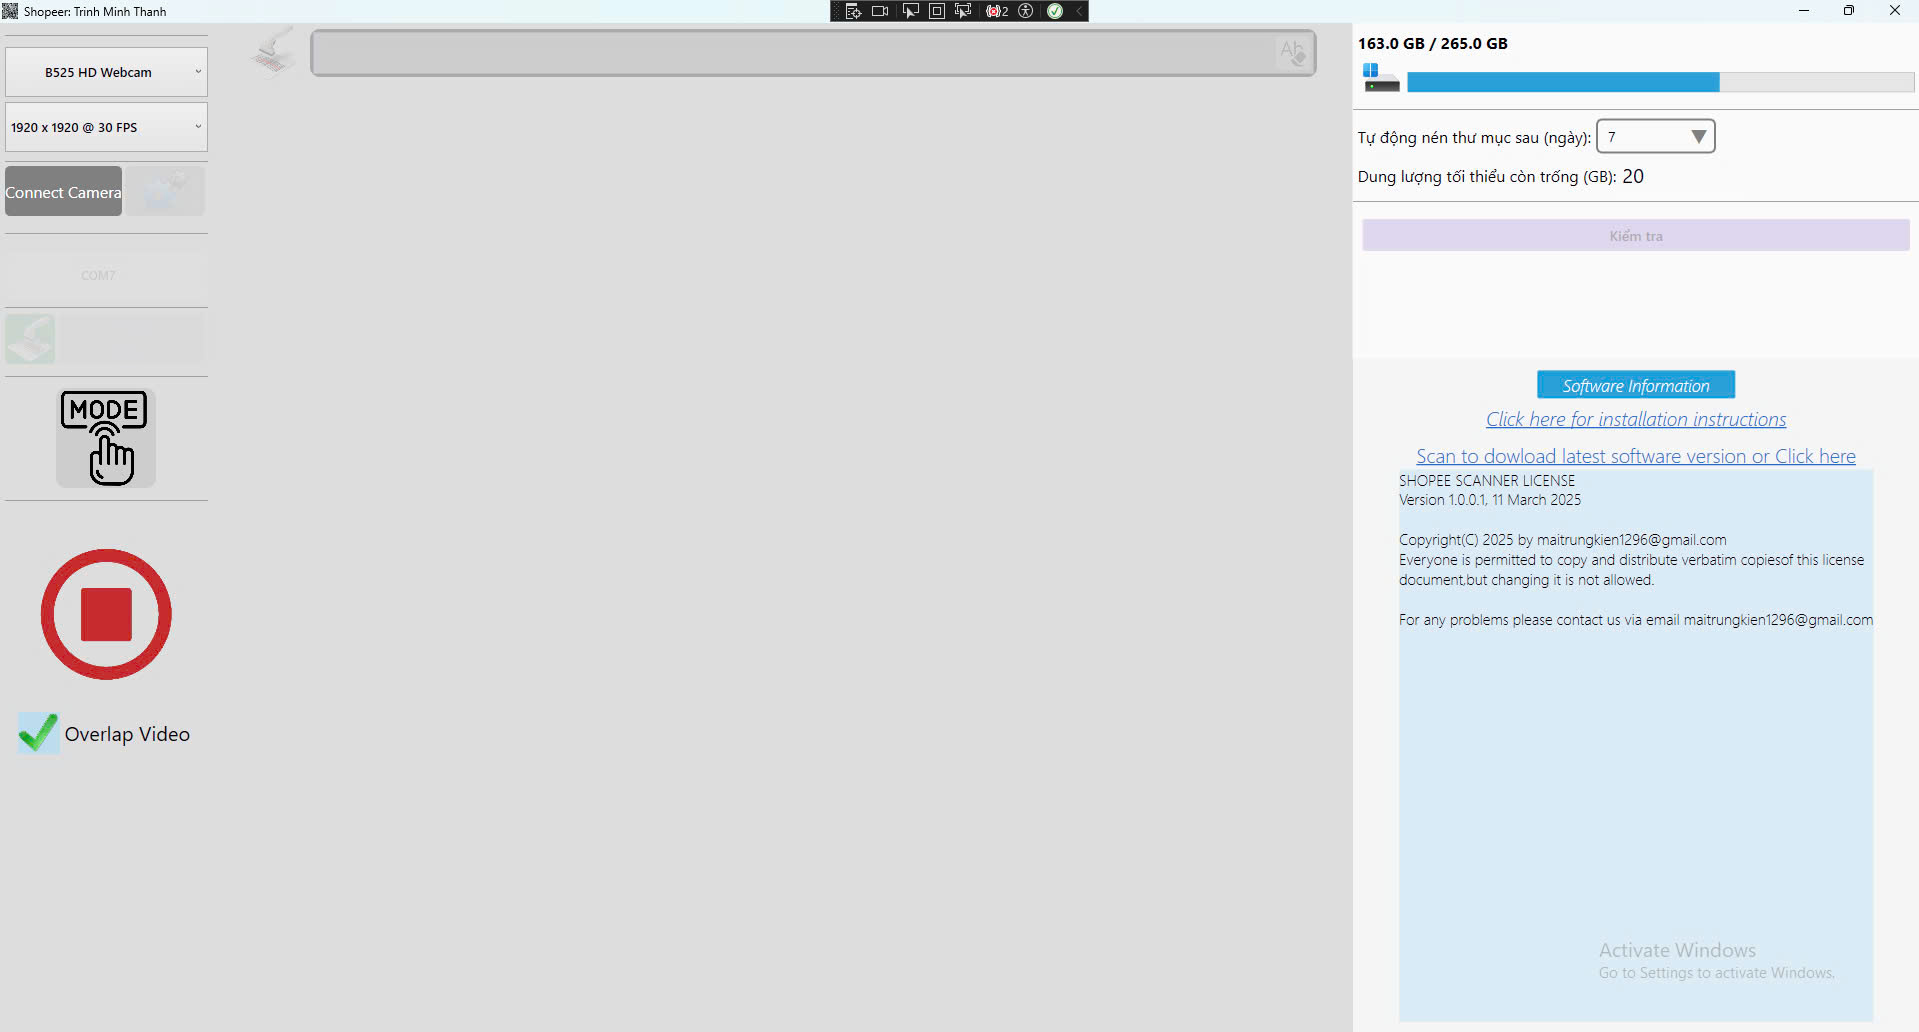 Shopeer: Trinh Minh Thanh
2
B525 HD Webcam
1920 x 1920 @ 30 FPS
Connect Camera
COM7
MODE
Overlap Video
Ab
163.0 GB / 265.0 GB
Tự động nén thư mục sau (ngày): 7
Dung lượng tối thiểu còn trống (GB): 20
Kiểm tra
Software Information
Click here for installation instructions
Scan to dowload latest software version or Click here
SHOPEE SCANNER LICENSE
Version 1.0.0.1, 11 March 2025
Copyright(C) 2025 by maitrungkien1296@gmail.com
Everyone is permitted to copy and distribute verbatim copiesof this license
document,but changing it is not allowed.
For any problems please contact us via email maitrungkien1296@gmail.com
Activate Windows
Go to Settings to activate Windows.